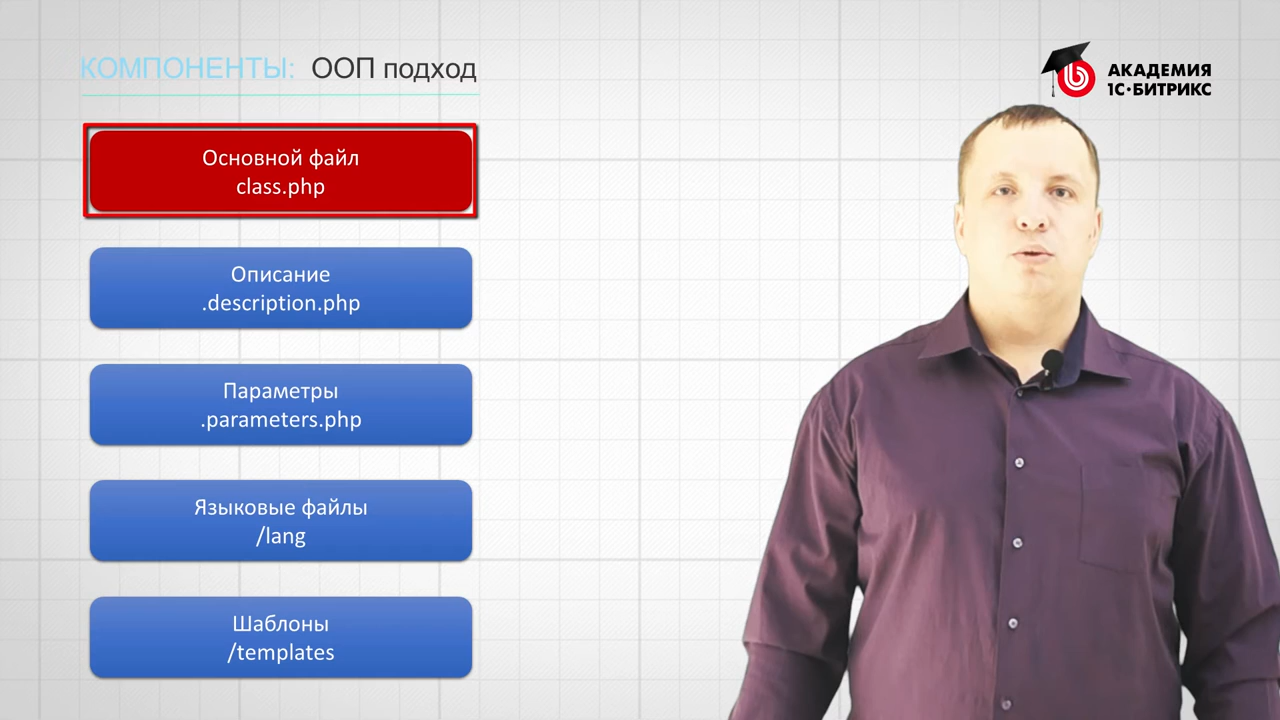 КОМПОНЕНТЫ: ООП подход
АКАДЕМИЯ
1С·БИТРИКС
Основной файл
class.php
Описание
.description.php
Параметры
.parameters.php
Языковые файлы
/lang
Шаблоны
/templates